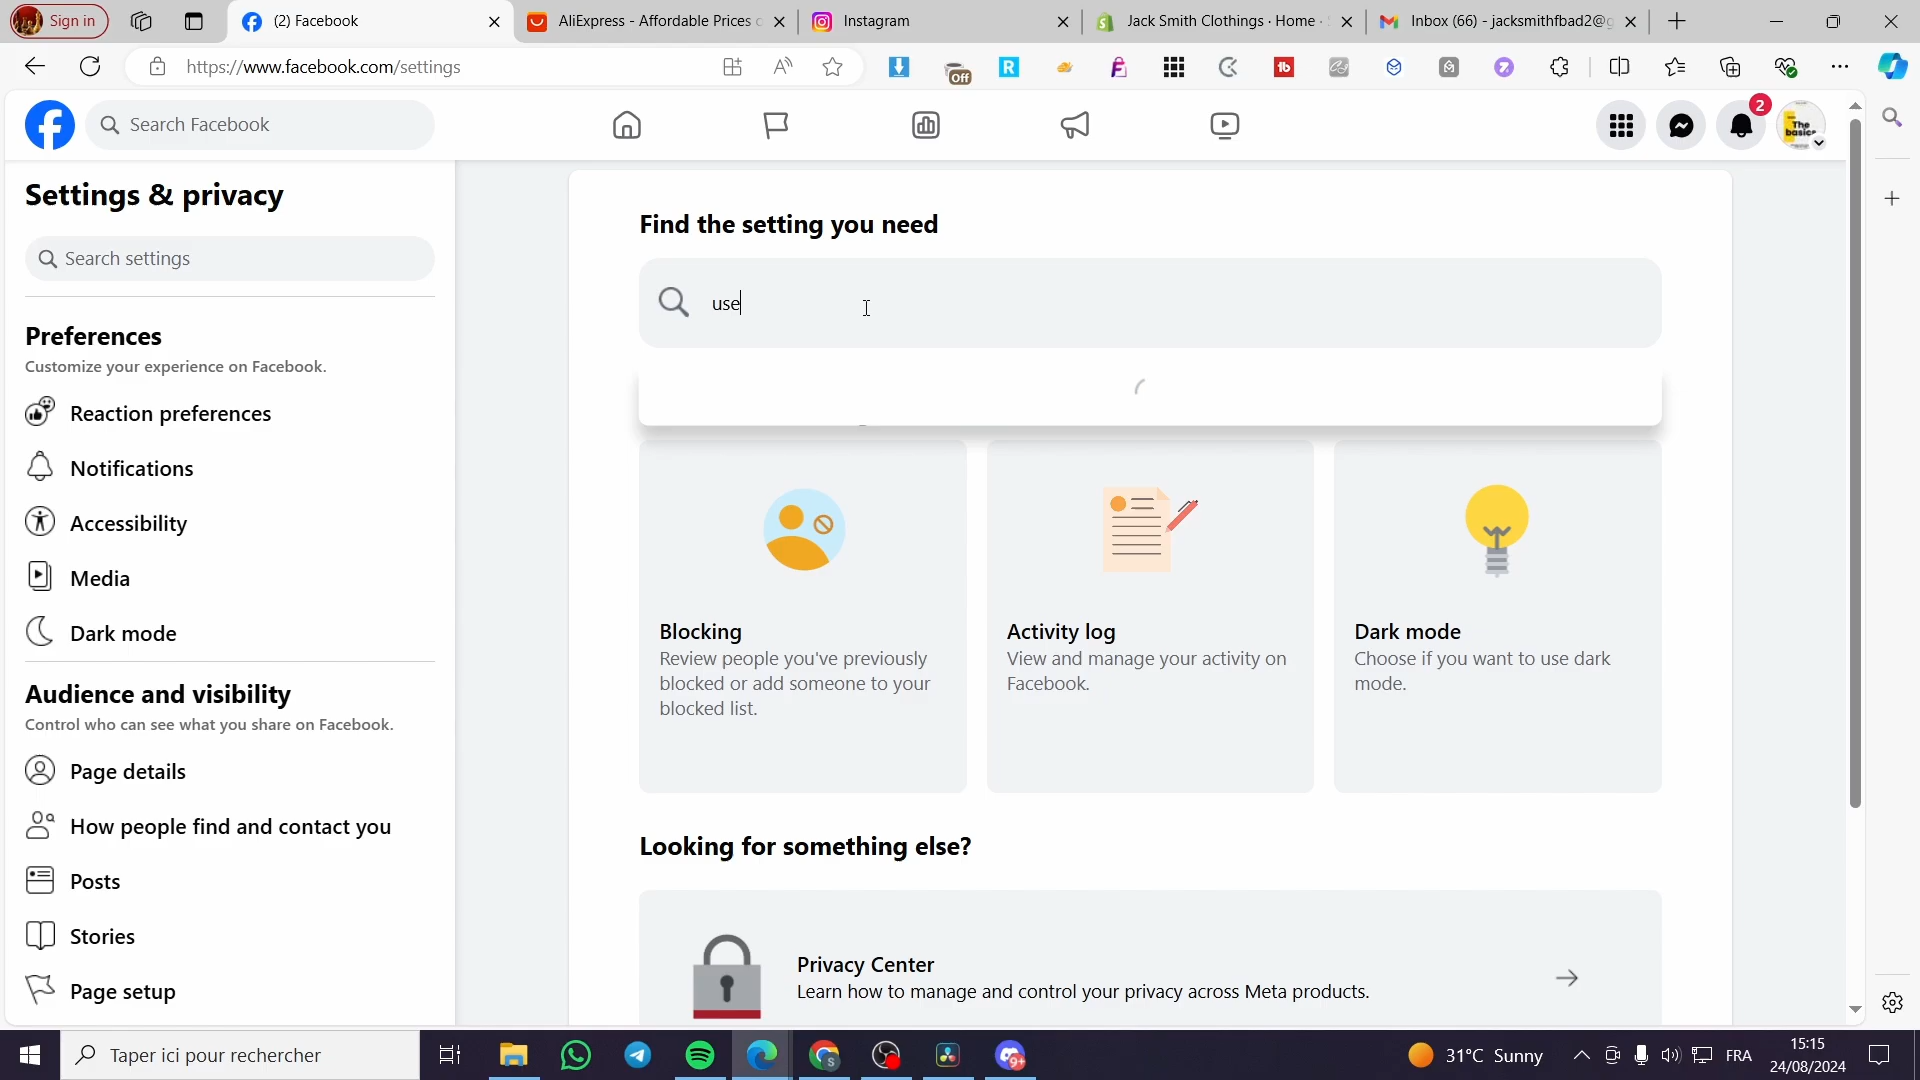 Sign in
(2) Facebook
AliExpress - Affordable Prices
Instagram
Jack Smith Clothings · Home ·
Inbox (66) - jacksmithfbad2@g
https://www.facebook.com/settings
Off
Search Facebook
2
The basics
Settings & privacy
Search settings
Preferences
Customize your experience on Facebook.
Reaction preferences
Notifications
Accessibility
Media
Dark mode
Audience and visibility
Control who can see what you share on Facebook.
Page details
How people find and contact you
Posts
Stories
Page setup
Find the setting you need
use
Blocking
Review people you've previously
blocked or add someone to your
blocked list.
Activity log
View and manage your activity on
Facebook.
Dark mode
Choose if you want to use dark
mode.
Looking for something else?
Privacy Center
Learn how to manage and control your privacy across Meta products.
Taper ici pour rechercher
9+
31°C Sunny
FRA
15:15
24/08/2024